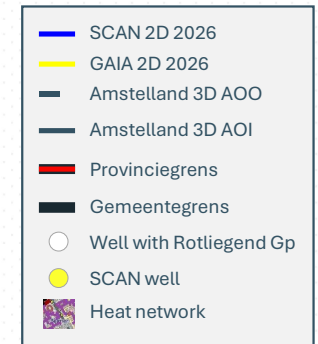 SCAN 2D 2026
GAIA 2D 2026
Amstelland 3D AOO
Amstelland 3D AOI
Provinciegrens
Gemeentegrens
Well with Rotliegend Gp
SCAN well
Heat network